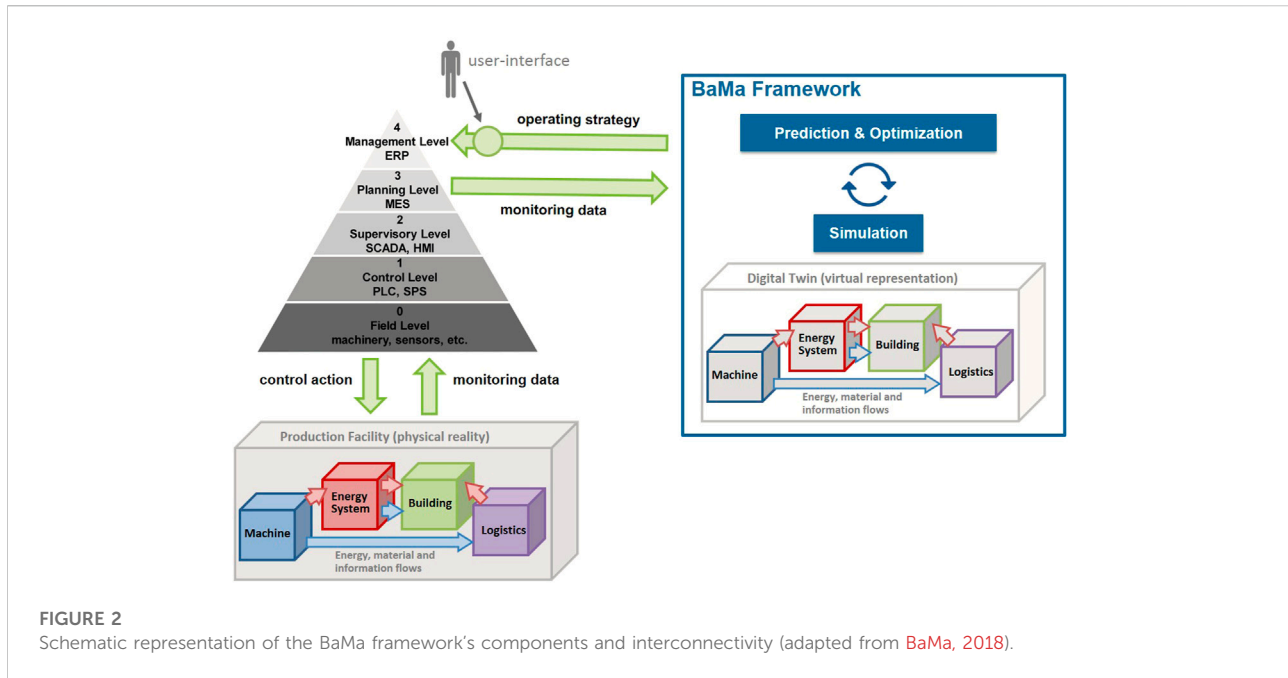 user-interface
4
Management Level
ERP
3
Planning Level
MES
2
Supervisory Level
SCADA, HMI
1
Control Level
PLC, SPS
0
Field Level
machinery, sensors, etc.
operating strategy
monitoring data
control action
monitoring data
Production Facility (physical reality)
Machine
Energy
System
Building
Logistics
Energy, material and
information flows
BaMa Framework
Prediction & Optimization
Simulation
Digital Twin (virtual representation)
Machine
Energy
System
Building
Logistics
Energy, material and
information flows
FIGURE 2
Schematic representation of the BaMa framework's components and interconnectivity (adapted from BaMa, 2018).